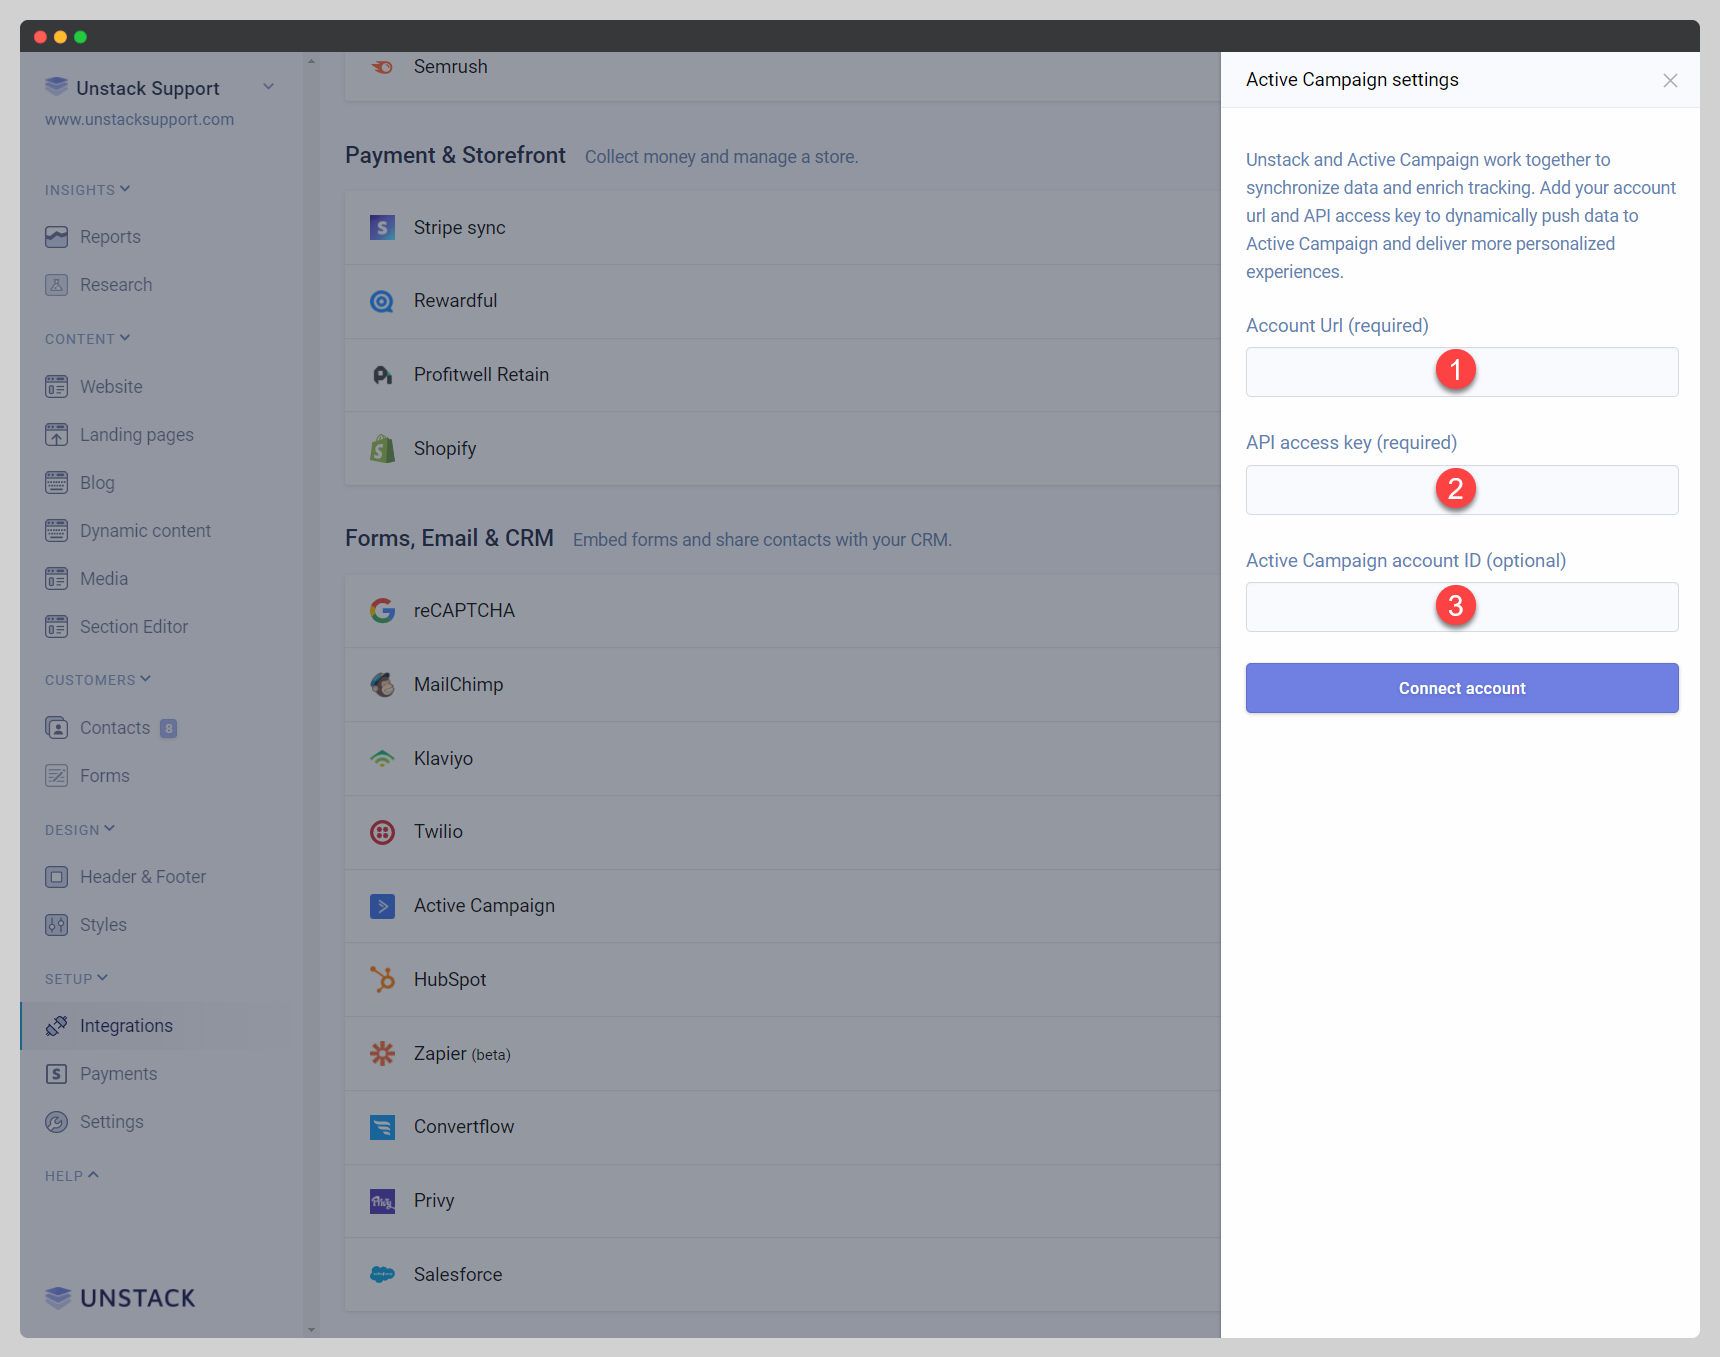 Unstack Support
www.unstacksupport.com
INSIGHTS
Reports
Research
CONTENT
Website
Landing pages
Blog
Dynamic content
Media
Section Editor
CUSTOMERS
Contacts 8
Forms
DESIGN
Header & Footer
Styles
SETUP
Integrations
Payments
Settings
HELP
UNSTACK
Semrush
Payment & Storefront Collect money and manage a store.
Stripe sync
Rewardful
Profitwell Retain
Shopify
Forms, Email & CRM Embed forms and share contacts with your CRM.
reCAPTCHA
MailChimp
Klaviyo
Twilio
Active Campaign
HubSpot
Zapier (beta)
Convertflow
Privy
Salesforce
Active Campaign settings
Unstack and Active Campaign work together to
synchronize data and enrich tracking. Add your account
url and API access key to dynamically push data to
Active Campaign and deliver more personalized
experiences.
Account Url (required)
1
API access key (required)
2
Active Campaign account ID (optional)
3
Connect account